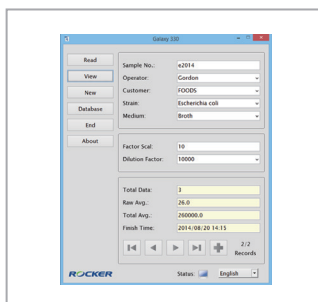 Galaxy 330
Read
View
New
Database
End
About
Sample No.: e2014
Operator: Gordon
Customer: FOODS
Strain: Escherichia coli
Medium: Broth
Factor Scal: 10
Dilution Factor: 10000
Total Data: 3
Raw Avg.: 26.0
Total Avg.: 260000.0
Finish Time: 2014/08/20 14:15
2/2
Records
ROCKER
Status: English